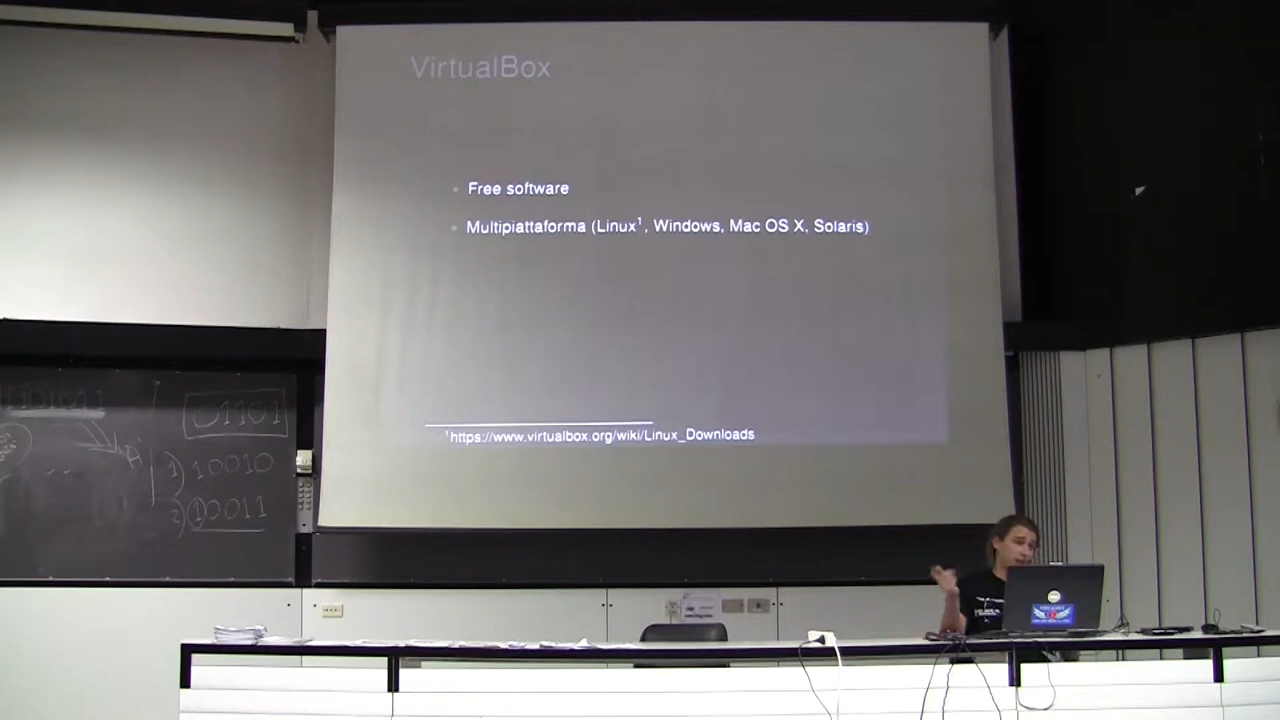 VirtualBox
Free software
Multipiattaforma (Linux¹, Windows, Mac OS X, Solaris)
¹https://www.virtualbox.org/wiki/Linux_Downloads
01101
1) 10010
2) 10011